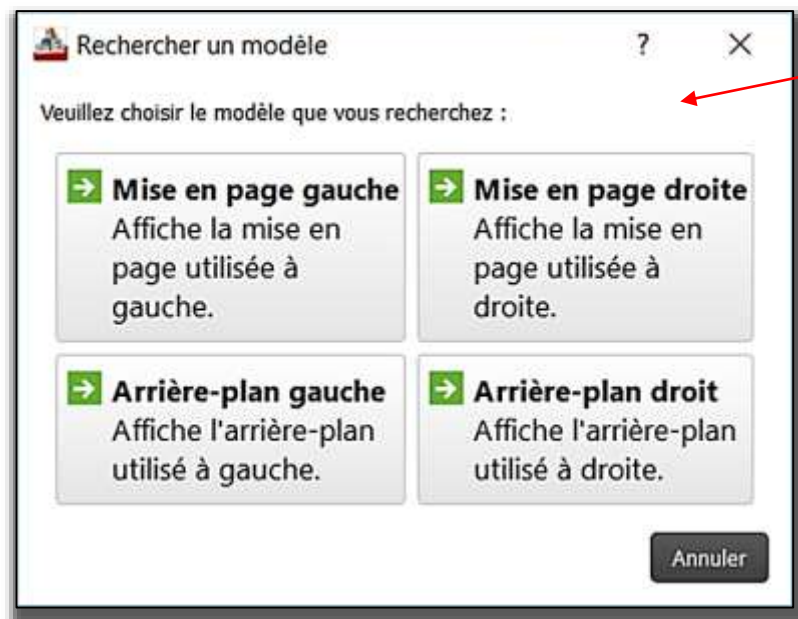 Rechercher un modèle
?
Veuillez choisir le modèle que vous recherchez :
Mise en page gauche
Affiche la mise en
page utilisée à
gauche.
Mise en page droite
Affiche la mise en
page utilisée à
droite.
Arrière-plan gauche
Affiche l'arrière-plan
utilisé à gauche.
Arrière-plan droit
Affiche l'arrière-plan
utilisé à droite.
Annuler